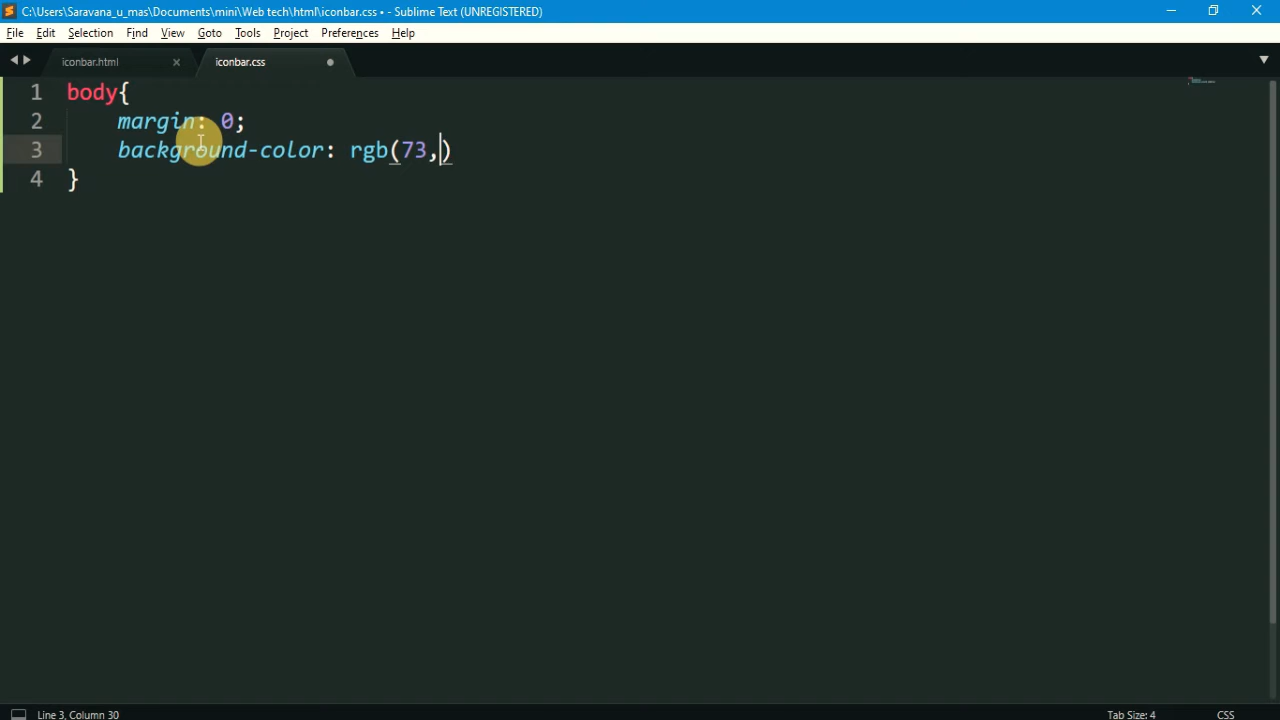 C:\Users\Saravana_u_mas\Documents\mini\Web tech\html\iconbar.css • - Sublime Text (UNREGISTERED)
File Edit Selection Find View Goto Tools Project Preferences Help
iconbar.html iconbar.css
1 body{
2 margin: 0;
3 background-color: rgb(73,)
4 }
Line 3, Column 30 Tab Size: 4 CSS